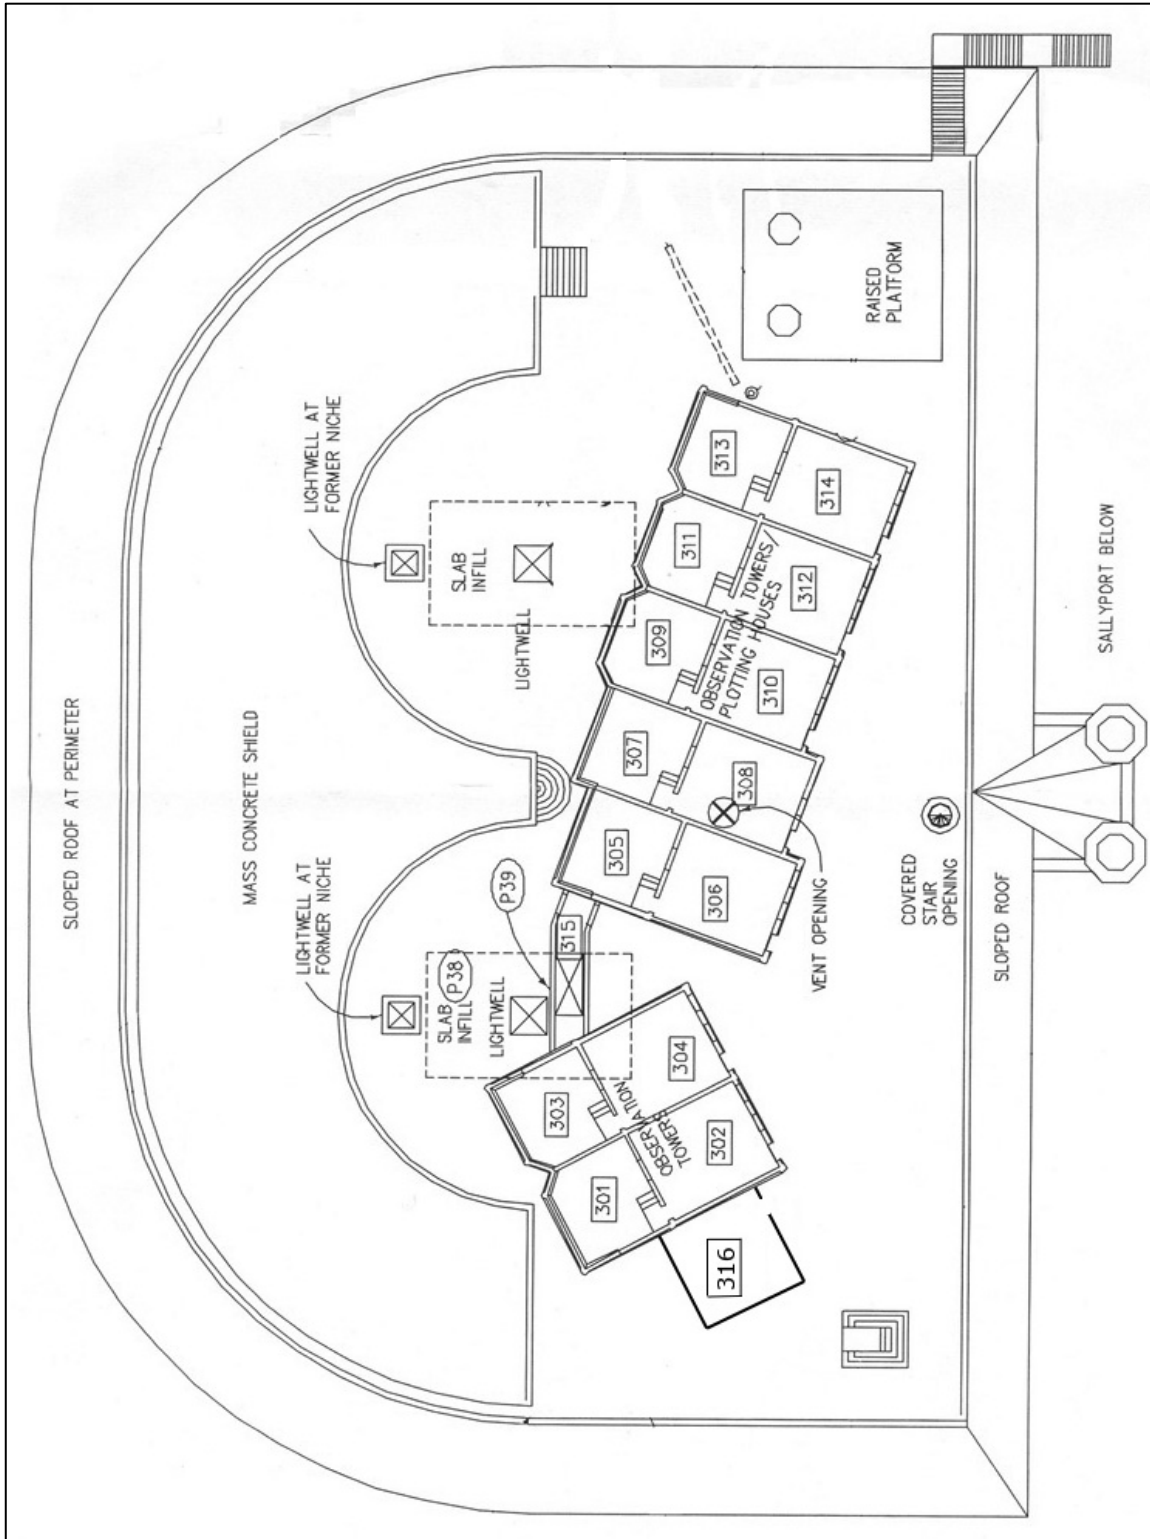 SLOPED ROOF AT PERIMETER
MASS CONCRETE SHIELD
LIGHTWELL AT
FORMER NICHE
LIGHTWELL AT
FORMER NICHE
SLAB
INFILL
LIGHTWELL
P38
SLAB
INFILL
LIGHTWELL
P39
315
301
302
303
304
OBSERVATION
TOWERS
316
305
306
307
308
309
310
311
312
313
314
OBSERVATION TOWERS/
PLOTTING HOUSES
VENT OPENING
RAISED
PLATFORM
COVERED
STAIR
OPENING
SLOPED ROOF
SALLYPORT BELOW